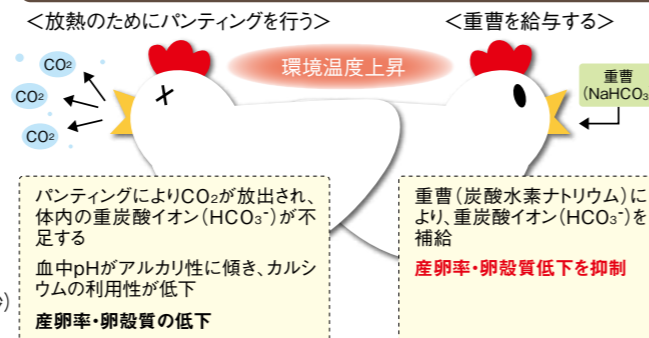 <放熱のためにパンティングを行う>
<重曹を給与する>
環境温度上昇
CO₂
CO₂
CO₂
重曹
(NaHCO₃
パンティングによりCO₂が放出され、
体内の重炭酸イオン(HCO₃⁻)が不
足する
血中pHがアルカリ性に傾き、カルシ
ウムの利用性が低下
産卵率・卵殻質の低下
重曹(炭酸水素ナトリウム)に
より、重炭酸イオン(HCO₃⁻)を
補給
産卵率・卵殻質低下を抑制